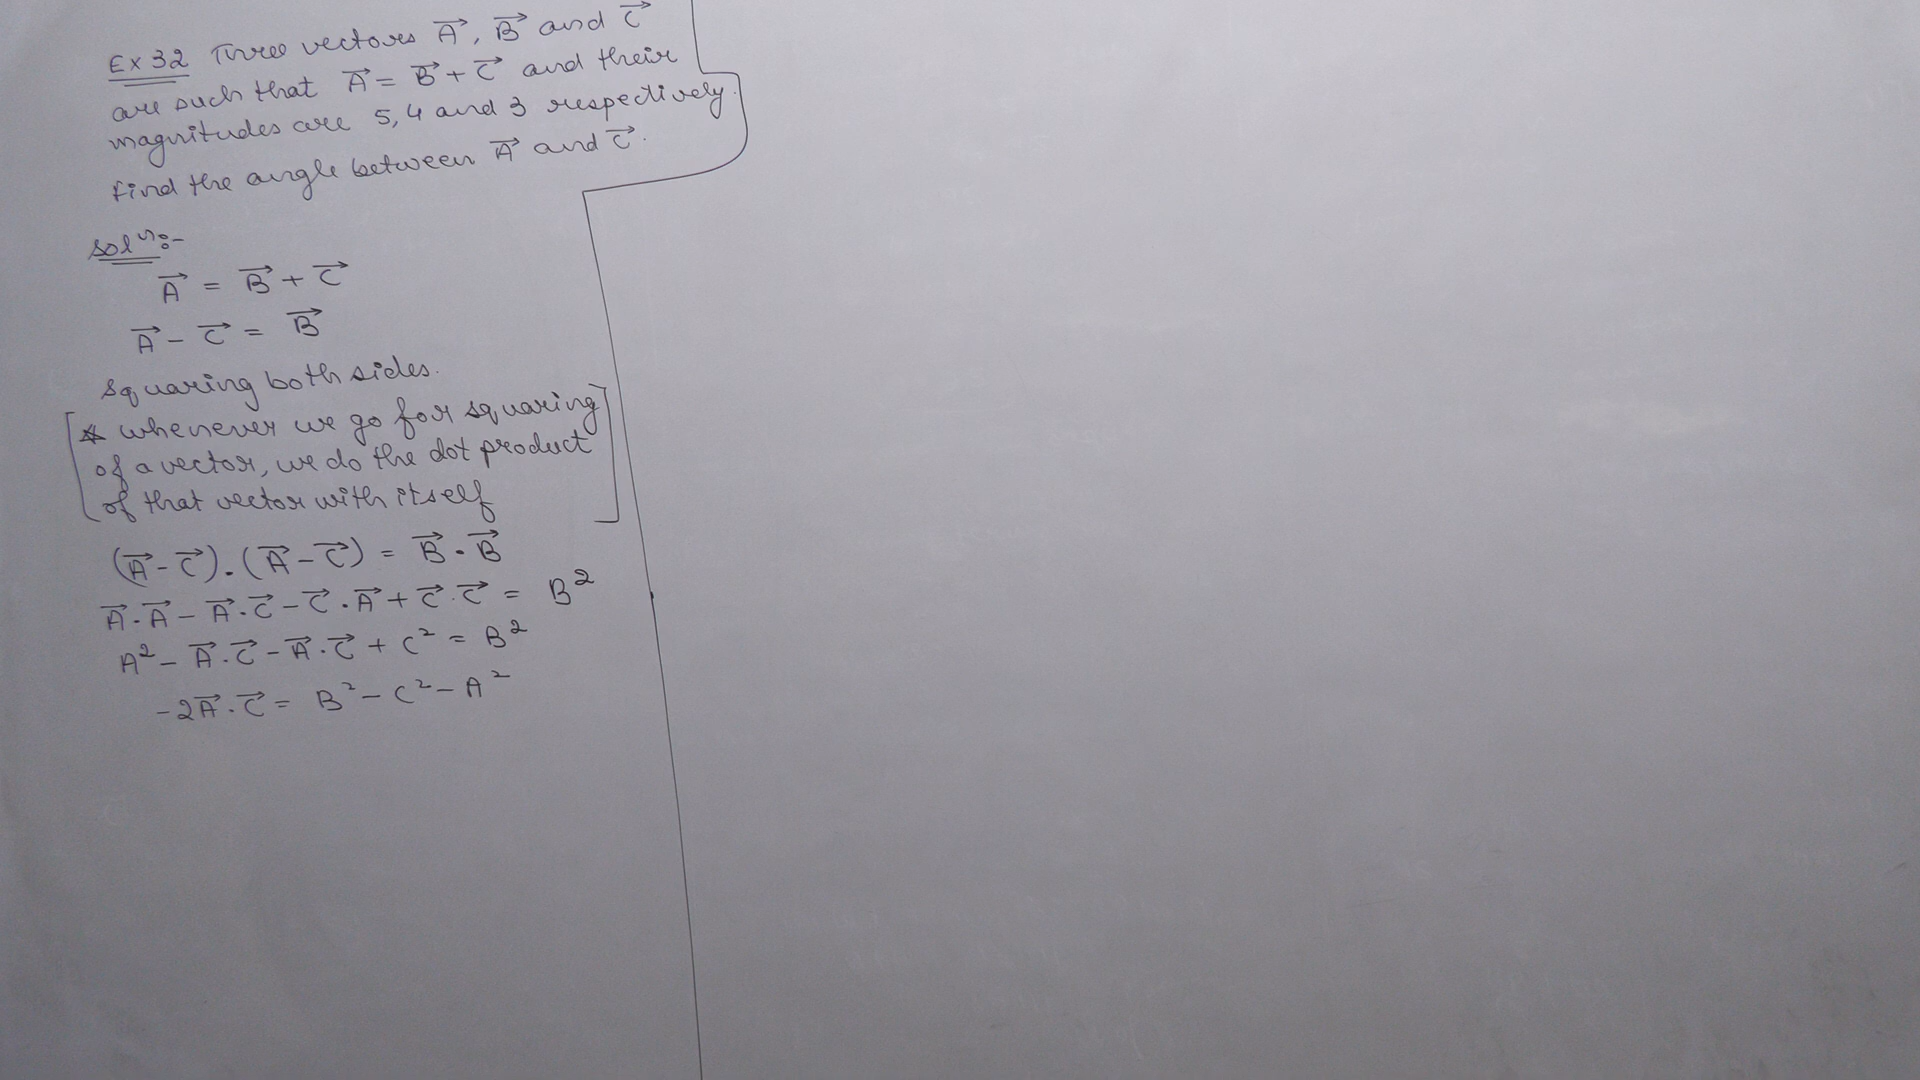 Ex 32 Three vectors A⃗, B⃗ and C⃗
are such that A⃗ = B⃗ + C⃗ and their
magnitudes are 5, 4 and 3 respectively.
Find the angle between A⃗ and C⃗.
Solⁿ:-
A⃗ = B⃗ + C⃗
A⃗ - C⃗ = B⃗
Squaring both sides.
[* whenever we go for squaring
of a vector, we do the dot product
of that vector with itself]
(A⃗ - C⃗).(A⃗ - C⃗) = B⃗.B⃗
A⃗.A⃗ - A⃗.C⃗ - C⃗.A⃗ + C⃗.C⃗ = B²
A² - A⃗.C⃗ - A⃗.C⃗ + C² = B²
-2A⃗.C⃗ = B² - C² - A²